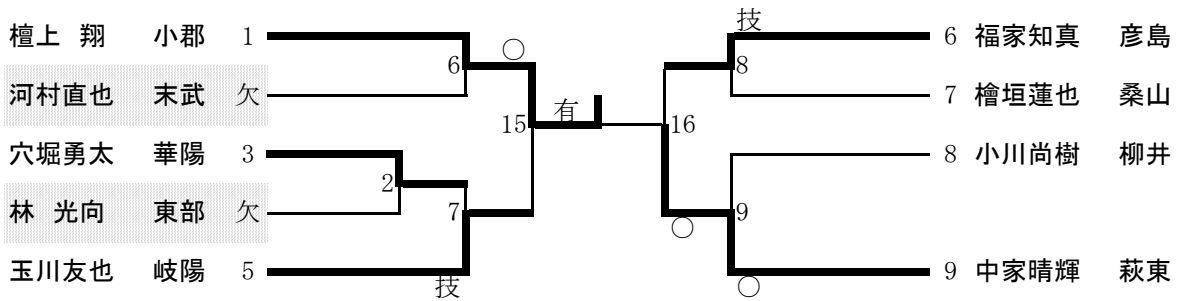 技
檀上 翔 小郡 1
6 福家知真 彦島
○
6
8
河村直也 末武 欠
7 檜垣蓮也 桑山
有
15
16
穴堀勇太 華陽 3
8 小川尚樹 柳井
2
林 光向 東部 欠
7
9
○
玉川友也 岐陽 5
9 中家晴輝 萩東
技
○